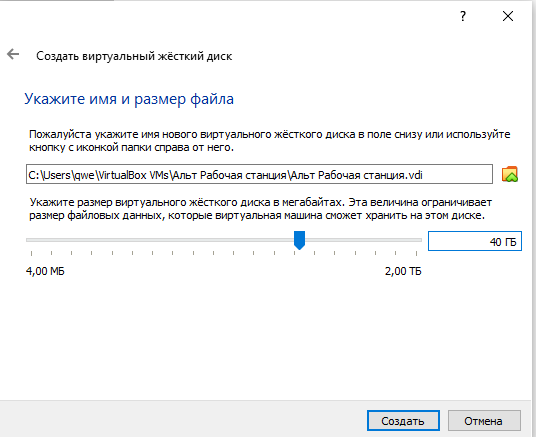 ?
Создать виртуальный жёсткий диск
Укажите имя и размер файла
Пожалуйста укажите имя нового виртуального жёсткого диска в поле снизу или используйте
кнопку с иконкой папки справа от него.
C:\Users\qwe\VirtualBox VMs\Альт Рабочая станция\Альт Рабочая станция.vdi
Укажите размер виртуального жёсткого диска в мегабайтах. Эта величина ограничивает
размер файловых данных, которые виртуальная машина сможет хранить на этом диске.
40 ГБ
4,00 МБ 2,00 ТБ
Создать Отмена